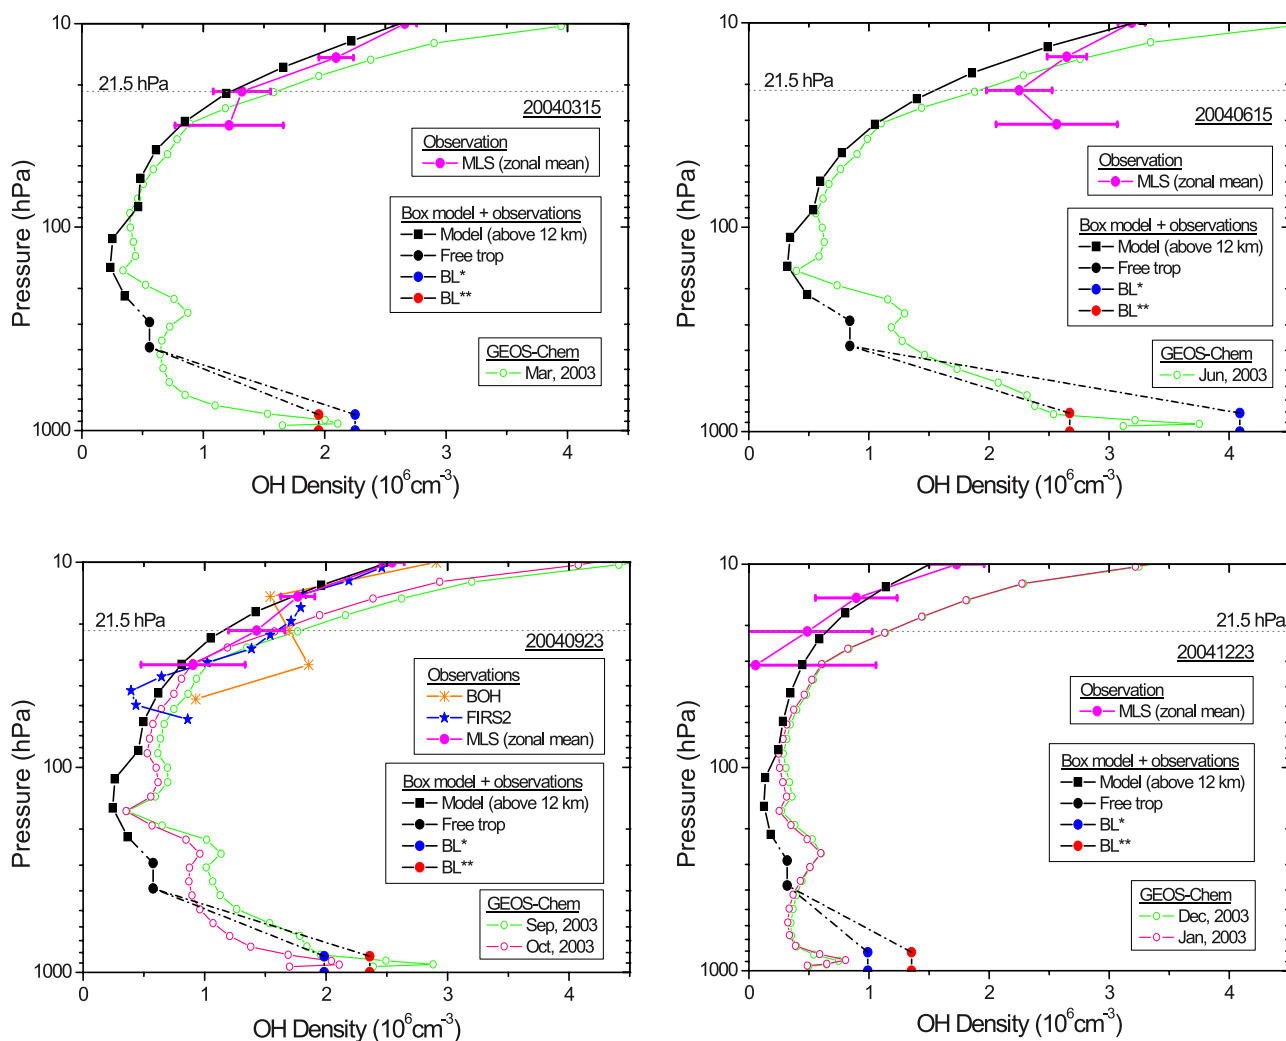 10
21.5 hPa
20040315
Observation
MLS (zonal mean)
Box model + observations
Model (above 12 km)
Free trop
BL*
BL**
GEOS-Chem
Mar, 2003
100
1000
0
1
2
3
4
Pressure (hPa)
OH Density (10⁶cm⁻³)
10
21.5 hPa
20040615
Observation
MLS (zonal mean)
Box model + observations
Model (above 12 km)
Free trop
BL*
BL**
GEOS-Chem
Jun, 2003
100
1000
0
1
2
3
4
Pressure (hPa)
OH Density (10⁶cm⁻³)
10
21.5 hPa
20040923
Observations
BOH
FIRS2
MLS (zonal mean)
Box model + observations
Model (above 12 km)
Free trop
BL*
BL**
GEOS-Chem
Sep, 2003
Oct, 2003
100
1000
0
1
2
3
4
Pressure (hPa)
OH Density (10⁶cm⁻³)
10
21.5 hPa
20041223
Observation
MLS (zonal mean)
Box model + observations
Model (above 12 km)
Free trop
BL*
BL**
GEOS-Chem
Dec, 2003
Jan, 2003
100
1000
0
1
2
3
4
Pressure (hPa)
OH Density (10⁶cm⁻³)